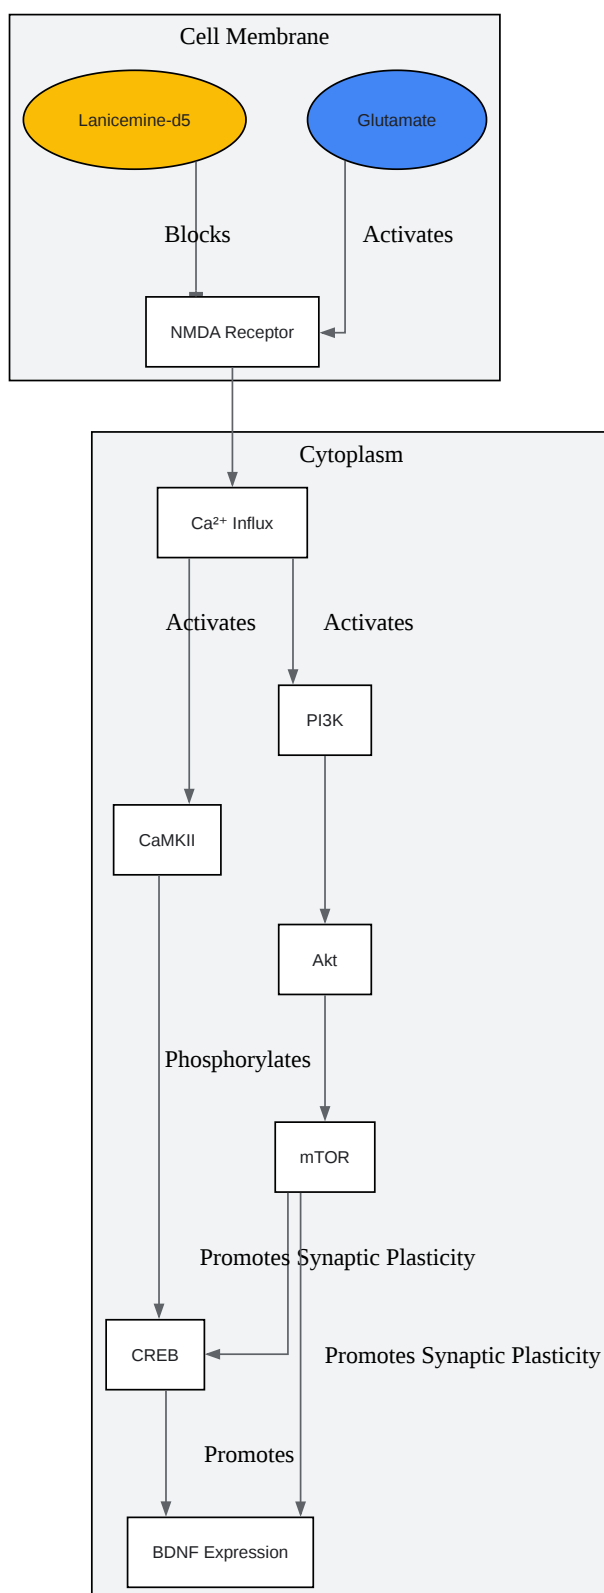 Cell Membrane
Lanicemine-d5
Glutamate
Blocks
Activates
NMDA Receptor
Cytoplasm
Ca²⁺ Influx
Activates
Activates
PI3K
CaMKII
Akt
Phosphorylates
mTOR
Promotes Synaptic Plasticity
CREB
Promotes Synaptic Plasticity
Promotes
BDNF Expression